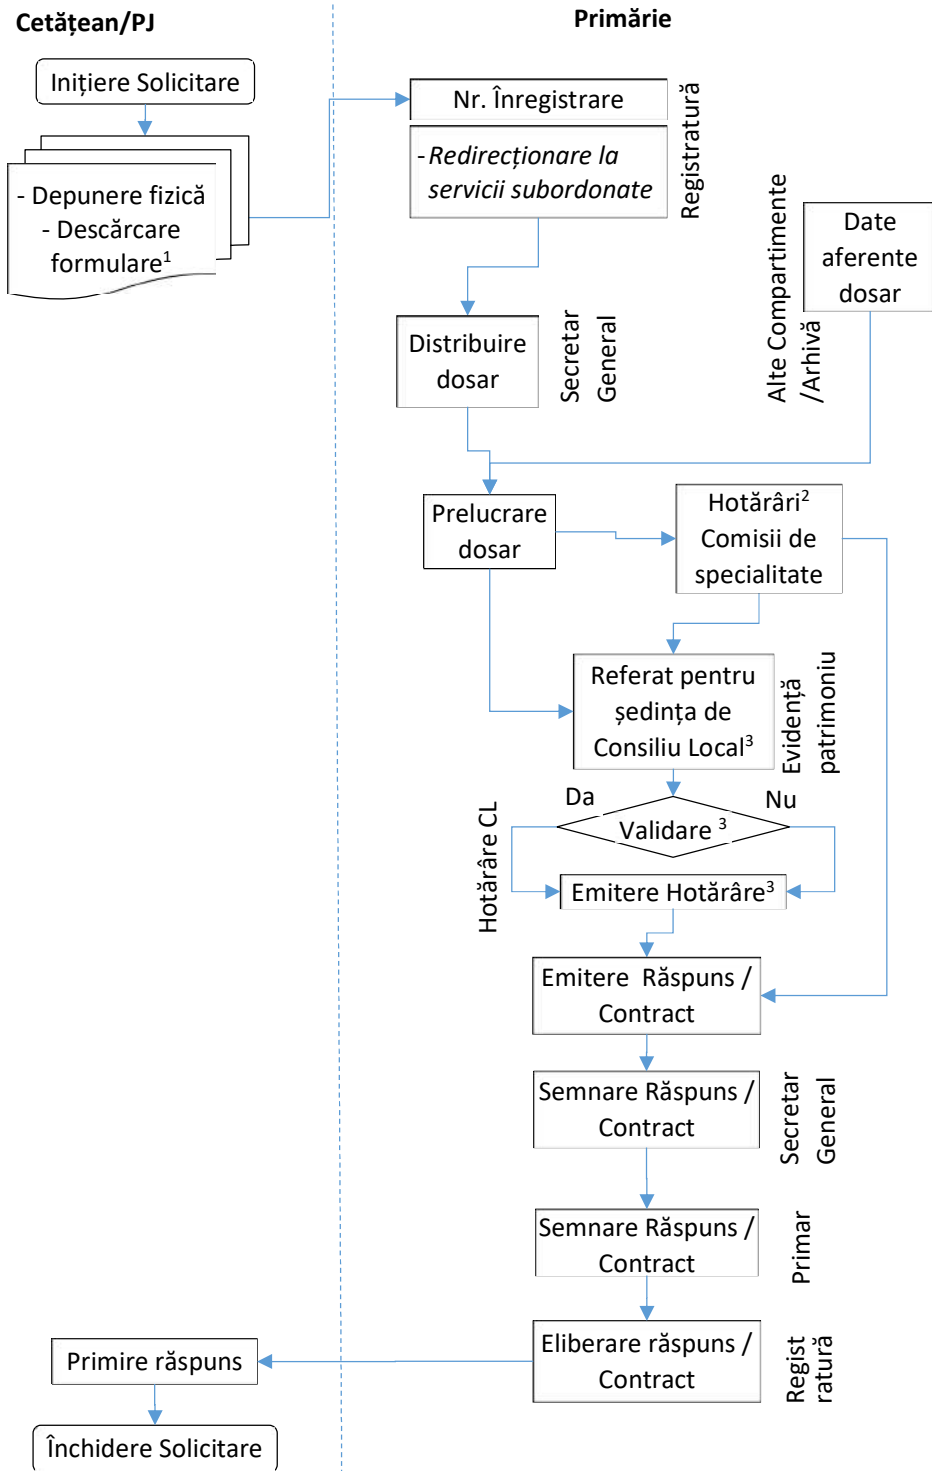 Cetățean/PJ
Primărie
Inițiere Solicitare
- Depunere fizică
- Descărcare
formulare1
Nr. Înregistrare
- Redirecționare la
servicii subordonate
Registratură
Date
aferente
dosar
Alte Compartimente
/Arhivă
Distribuire
dosar
Secretar
General
Prelucrare
dosar
Hotărâri2
Comisii de
specialitate
Referat pentru
ședința de
Consiliu Local3
Evidență
patrimoniu
Da
Nu
Validare 3
Hotărâre CL
Emitere Hotărâre3
Emitere  Răspuns /
Contract
Semnare Răspuns /
Contract
Secretar
General
Semnare Răspuns /
Contract
Primar
Eliberare răspuns /
Contract
Regist
ratură
Primire răspuns
Închidere Solicitare